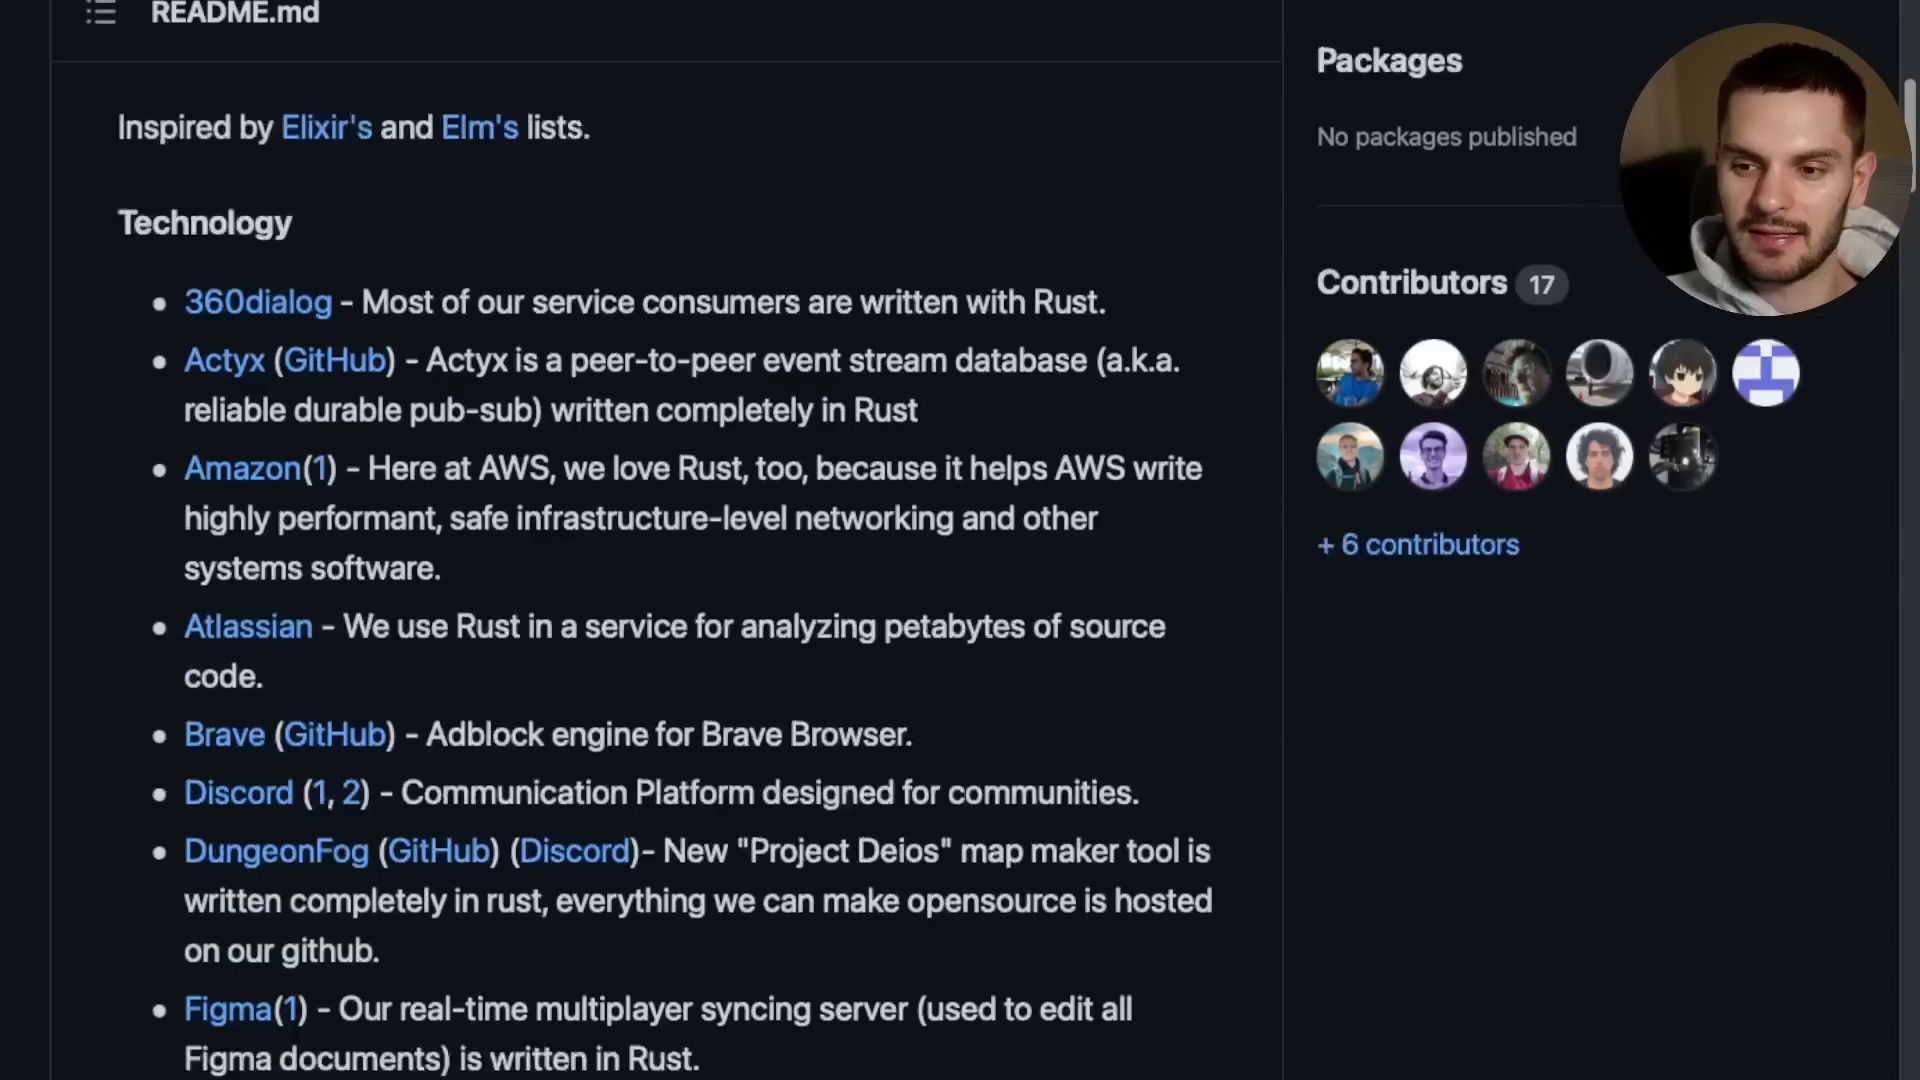 README.md
Inspired by Elixir's and Elm's lists.
Technology
360dialog - Most of our service consumers are written with Rust.
Actyx (GitHub) - Actyx is a peer-to-peer event stream database (a.k.a.
reliable durable pub-sub) written completely in Rust
Amazon(1) - Here at AWS, we love Rust, too, because it helps AWS write
highly performant, safe infrastructure-level networking and other
systems software.
Atlassian - We use Rust in a service for analyzing petabytes of source
code.
Brave (GitHub) - Adblock engine for Brave Browser.
Discord (1, 2) - Communication Platform designed for communities.
DungeonFog (GitHub) (Discord)- New "Project Deios" map maker tool is
written completely in rust, everything we can make opensource is hosted
on our github.
Figma(1) - Our real-time multiplayer syncing server (used to edit all
Figma documents) is written in Rust.
Packages
No packages published
Contributors 17
+ 6 contributors